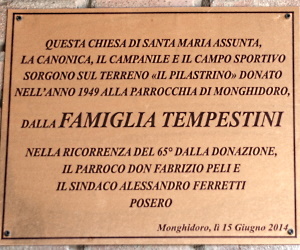 QUESTA CHIESA DI SANTA MARIA ASSUNTA,
LA CANONICA, IL CAMPANILE E IL CAMPO SPORTIVO
SORGONO SUL TERRENO «IL PILASTRINO» DONATO
NELL'ANNO 1949 ALLA PARROCCHIA DI MONGHIDORO,
DALLA FAMIGLIA TEMPESTINI
NELLA RICORRENZA DEL 65° DALLA DONAZIONE,
IL PARROCO DON FABRIZIO PELI E
IL SINDACO ALESSANDRO FERRETTI
POSERO
Monghidoro, lì 15 Giugno 2014